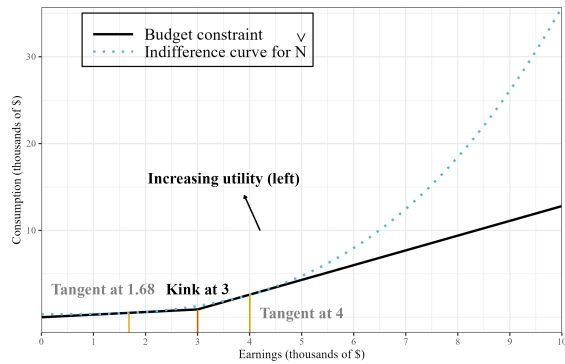 Budget constraint
Indifference curve for N̬
Increasing utility (left)
Tangent at 1.68
Kink at 3
Tangent at 4
Consumption (thousands of $)
30
20
10
0 1 2 3 4 5 6 7 8 9 10
Earnings (thousands of $)